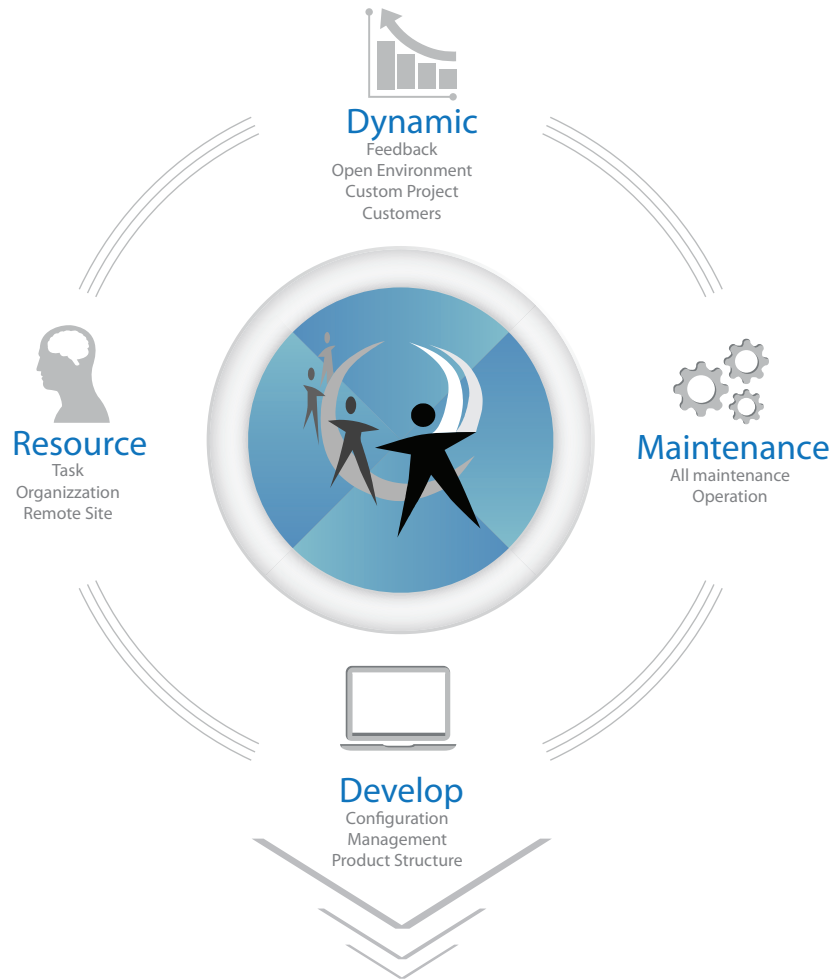 Dynamic
Feedback
Open Environment
Custom Project
Customers
Resource
Task
Organizzation
Remote Site
Maintenance
All maintenance
Operation
Develop
Configuration
Management
Product Structure